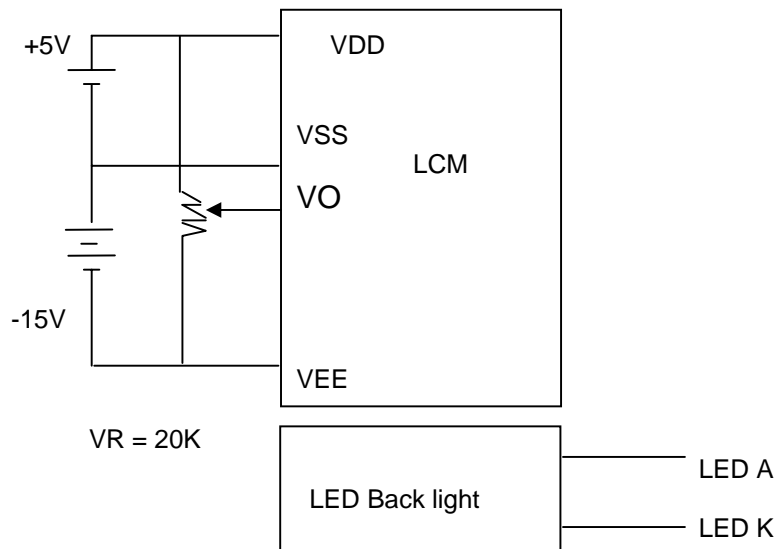 +5V
VDD
VSS
LCM
VO
-15V
VEE
VR = 20K
LED A
LED Back light
LED K